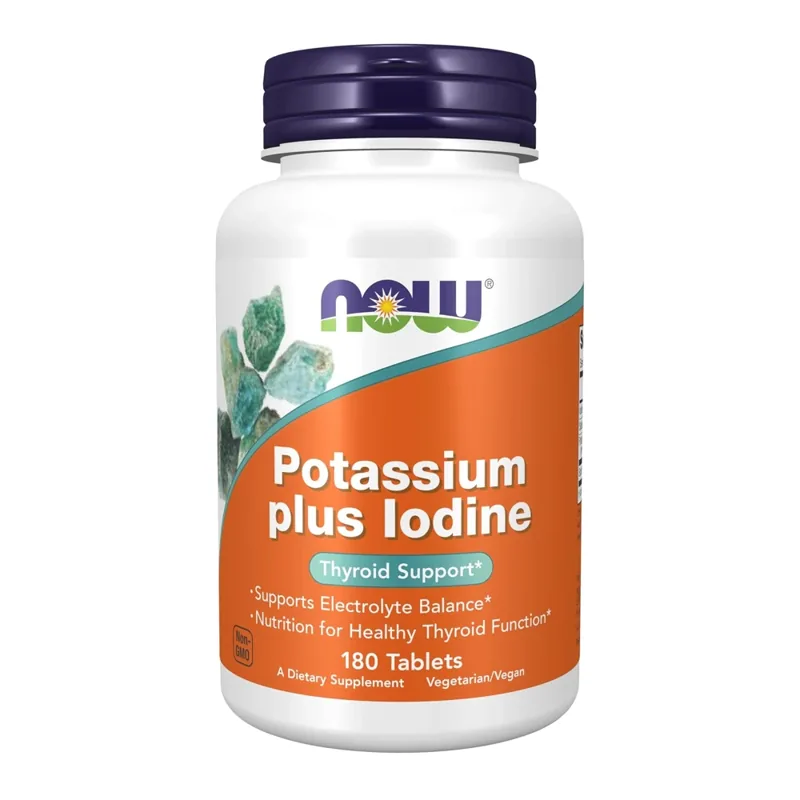 NOW®
Potassium
plus Iodine
Thyroid Support*
•Supports Electrolyte Balance*
•Nutrition for Healthy Thyroid Function*
Non-
GMO
180 Tablets
A Dietary Supplement Vegetarian/Vegan